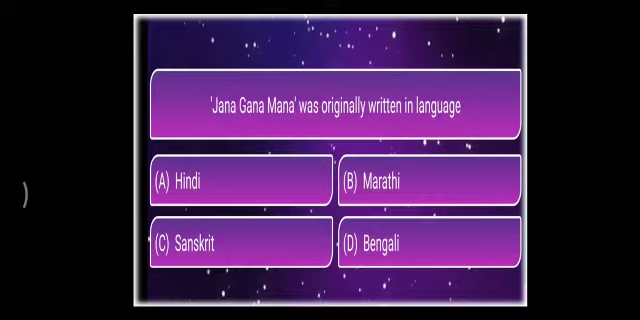 'Jana Gana Mana' was originally written in language
(A) Hindi
(B) Marathi
(C) Sanskrit
(D) Bengali